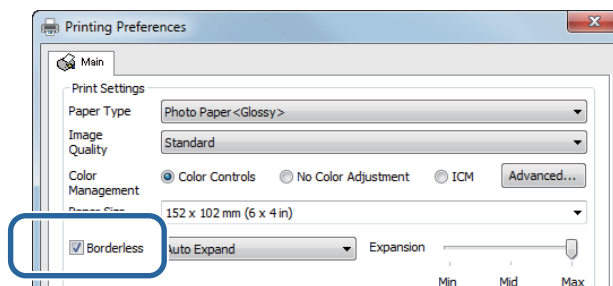 Printing Preferences
Main
Print Settings
Paper Type Photo Paper<Glossy>
Image Quality Standard
Color Management Color Controls No Color Adjustment ICM Advanced...
Paper Size 152 x 102 mm (6 x 4 in)
Borderless Auto Expand Expansion
Min Mid Max